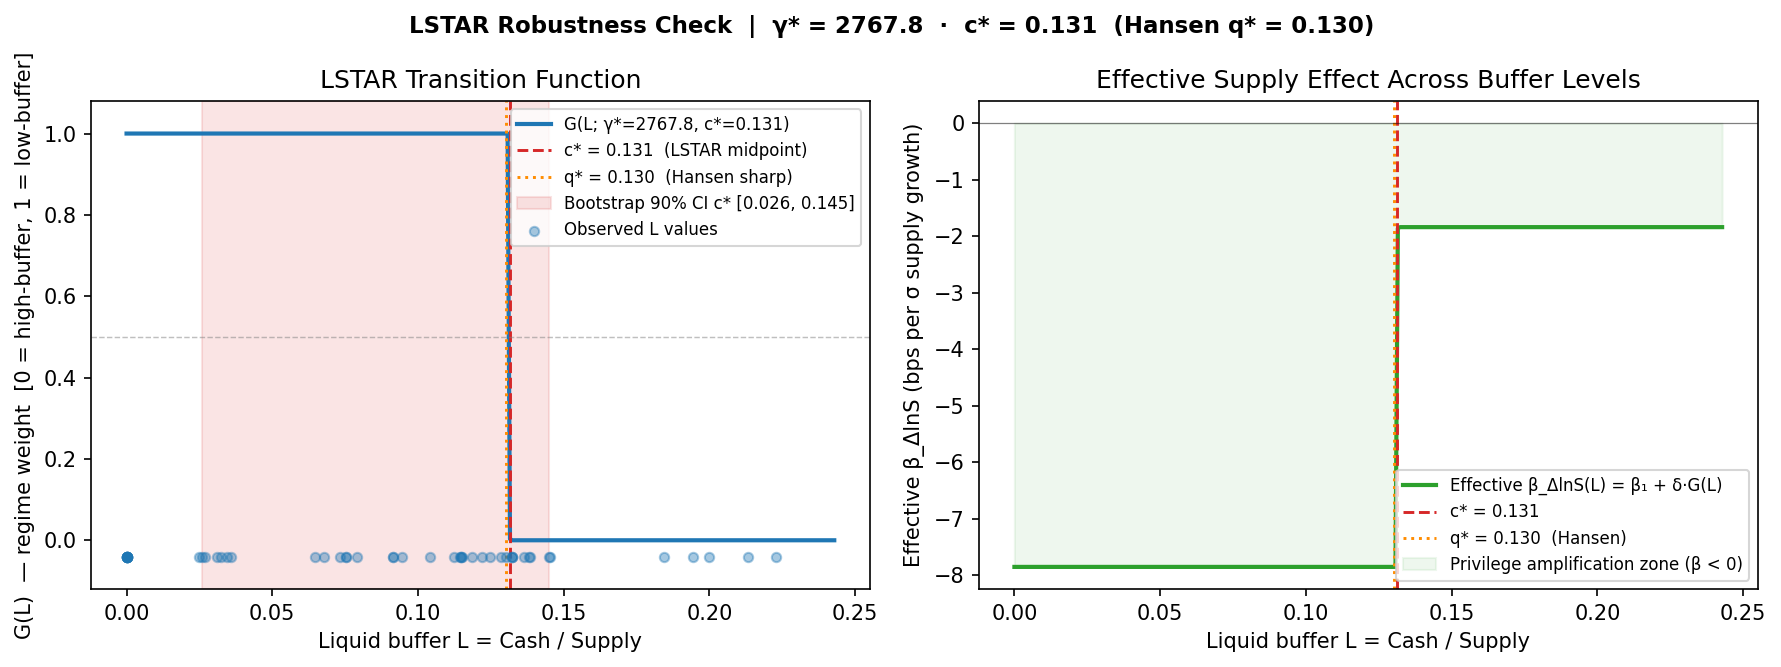 LSTAR Robustness Check | γ* = 2767.8 · c* = 0.131 (Hansen q* = 0.130)
LSTAR Transition Function
G(L) — regime weight [0 = high-buffer, 1 = low-buffer]
1.0
0.8
0.6
0.4
0.2
0.0
G(L; γ*=2767.8, c*=0.131)
c* = 0.131 (LSTAR midpoint)
q* = 0.130 (Hansen sharp)
Bootstrap 90% CI c* [0.026, 0.145]
Observed L values
0.00 0.05 0.10 0.15 0.20 0.25
Liquid buffer L = Cash / Supply
Effective Supply Effect Across Buffer Levels
Effective β_ΔlnS (bps per σ supply growth)
0
−1
−2
−3
−4
−5
−6
−7
−8
Effective β_ΔlnS(L) = β₁ + δ·G(L)
c* = 0.131
q* = 0.130 (Hansen)
Privilege amplification zone (β < 0)
0.00 0.05 0.10 0.15 0.20 0.25
Liquid buffer L = Cash / Supply